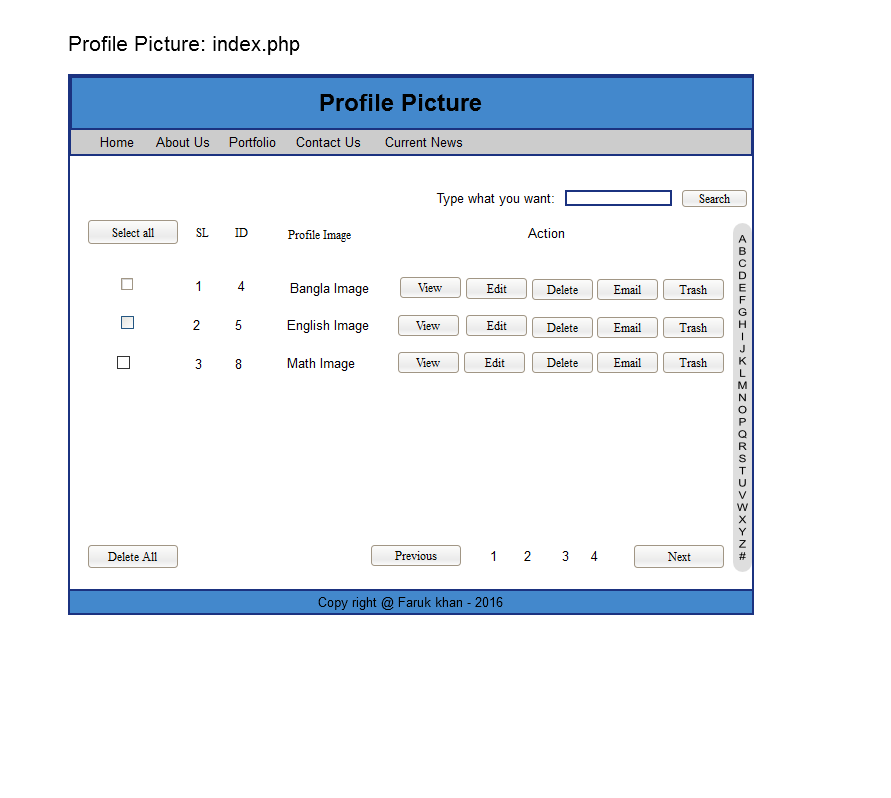 Profile Picture: index.php
Profile Picture
Home About Us Portfolio Contact Us Current News
Type what you want: Search
Select all SL ID Profile Image Action
1 4 Bangla Image View Edit Delete Email Trash
2 5 English Image View Edit Delete Email Trash
3 8 Math Image View Edit Delete Email Trash
A
B
C
D
E
F
G
H
I
J
K
L
M
N
O
P
Q
R
S
T
U
V
W
X
Y
Z
#
Delete All Previous 1 2 3 4 Next
Copy right @ Faruk khan - 2016